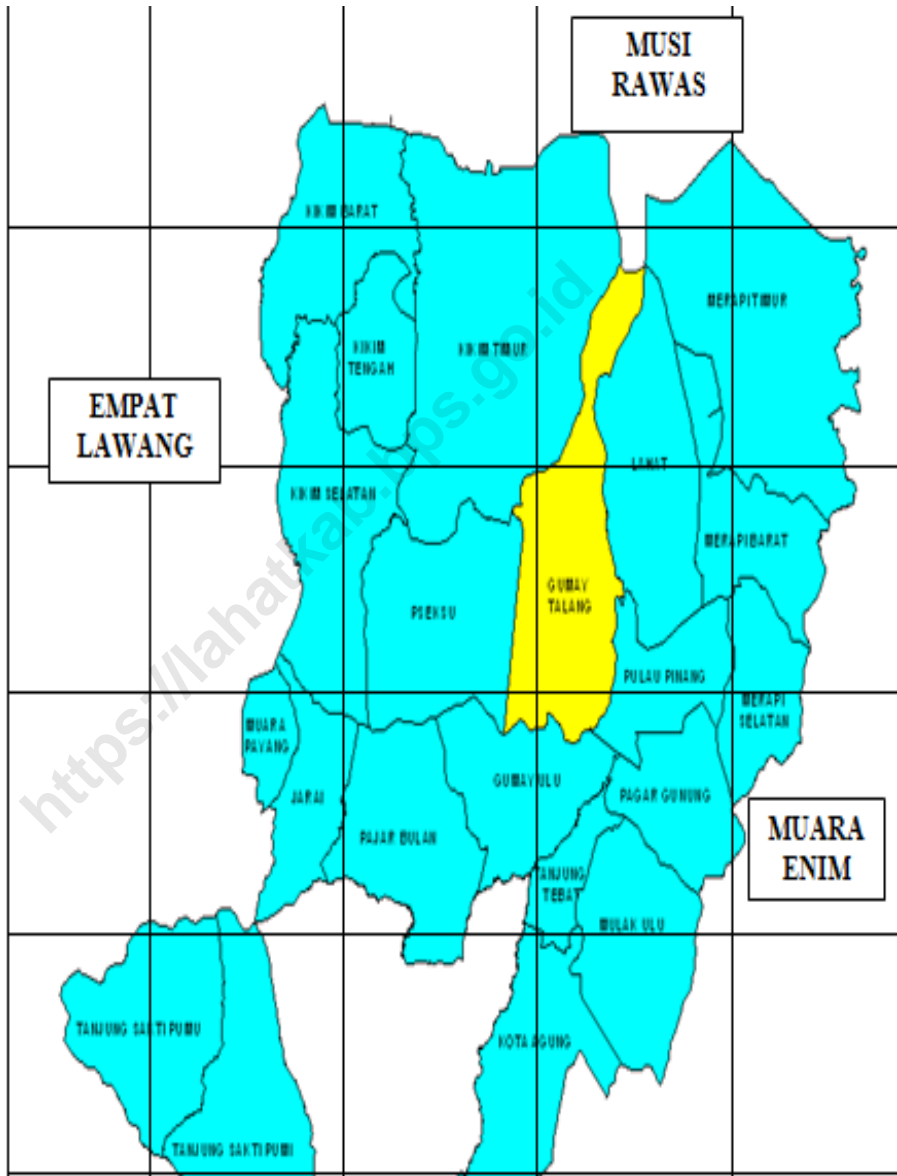 MUSI
RAWAS
KIKIM BARAT
MERAPI TIMUR
KIKIM
TENGAH
KIKIM TIMUR
EMPAT
LAWANG
LAHAT
KIKIM SELATAN
MERAPI BARAT
GUMAY
TALANG
PSEKSU
PULAU PINANG
MERAPI
SELATAN
MUARA
PAYANG
GUMAY ULU
JARAI
PAGAR GUNUNG
PAJAR BULAN
MUARA
ENIM
TANJUNG
TEBAT
MULAK ULU
TANJUNG SAKTI PUMU
KOTA AGUNG
TANJUNG SAKTI PUMI
https://lahatkab.bps.go.id